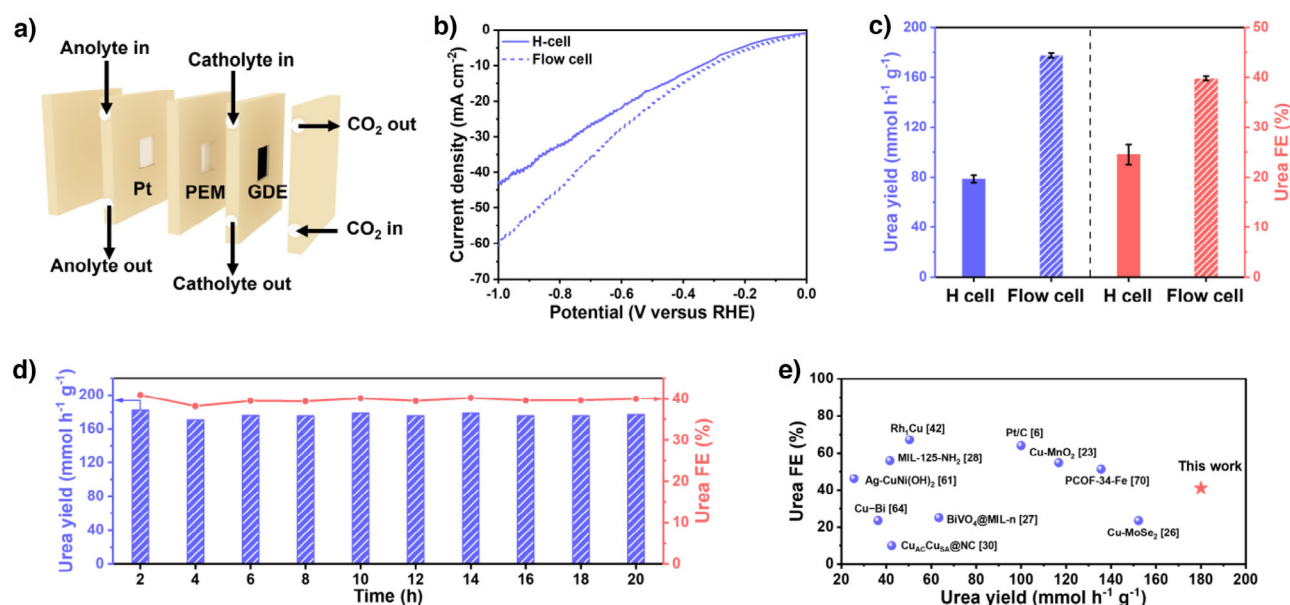 a)
Anolyte in
Catholyte in
CO₂ out
Pt
PEM
GDE
CO₂ in
Anolyte out
Catholyte out
b)
H-cell
Flow cell
Current density (mA cm⁻²)
0
-10
-20
-30
-40
-50
-60
-70
-1.0 -0.8 -0.6 -0.4 -0.2 0.0
Potential (V versus RHE)
c)
Urea yield (mmol h⁻¹ g⁻¹)
200
160
120
80
40
0
Urea FE (%)
50
40
30
20
10
0
H cell Flow cell H cell Flow cell
d)
Urea yield (mmol h⁻¹ g⁻¹)
200
160
120
80
40
0
Urea FE (%)
40
30
20
10
0
2 4 6 8 10 12 14 16 18 20
Time (h)
e)
Urea FE (%)
100
80
60
40
20
0
Rh₁Cu [42]
MIL-125-NH₂ [28]
Ag-CuNi(OH)₂ [61]
Cu–Bi [64]
BiVO₄@MIL-n [27]
Cu_AC Cu_SA@NC [30]
Pt/C [6]
Cu-MnO₂ [23]
PCOF-34-Fe [70]
Cu-MoSe₂ [26]
This work
20 40 60 80 100 120 140 160 180 200
Urea yield (mmol h⁻¹ g⁻¹)